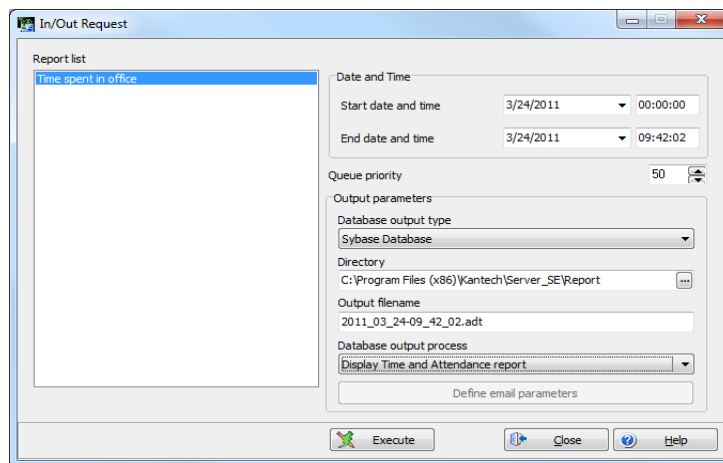 In/Out Request
Report list
Time spent in office
Date and Time
Start date and time 3/24/2011 00:00:00
End date and time 3/24/2011 09:42:02
Queue priority 50
Output parameters
Database output type
Sybase Database
Directory
C:\Program Files (x86)\Kantech\Server_SE\Report ...
Output filename
2011_03_24-09_42_02.adt
Database output process
Display Time and Attendance report
Define email parameters
Execute Close Help